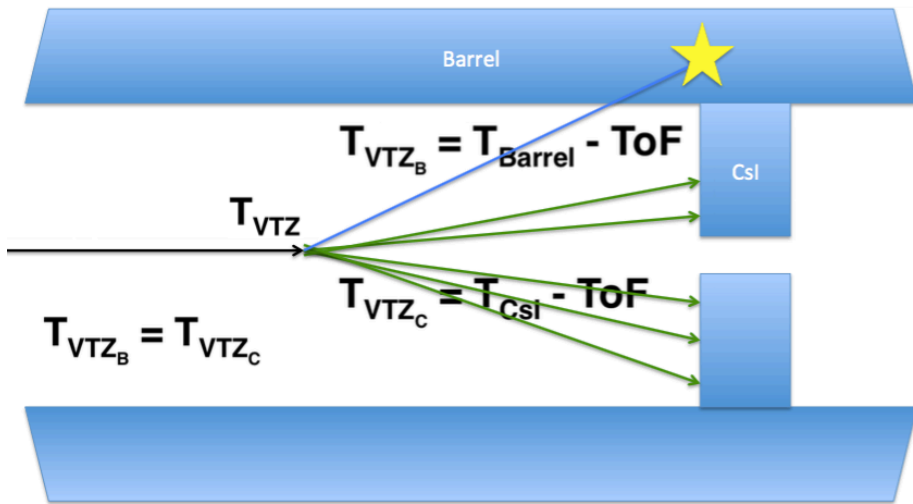 Barrel
T_VTZ_B = T_Barrel - ToF
CsI
T_VTZ
T_VTZ_C = T_CsI - ToF
T_VTZ_B = T_VTZ_C